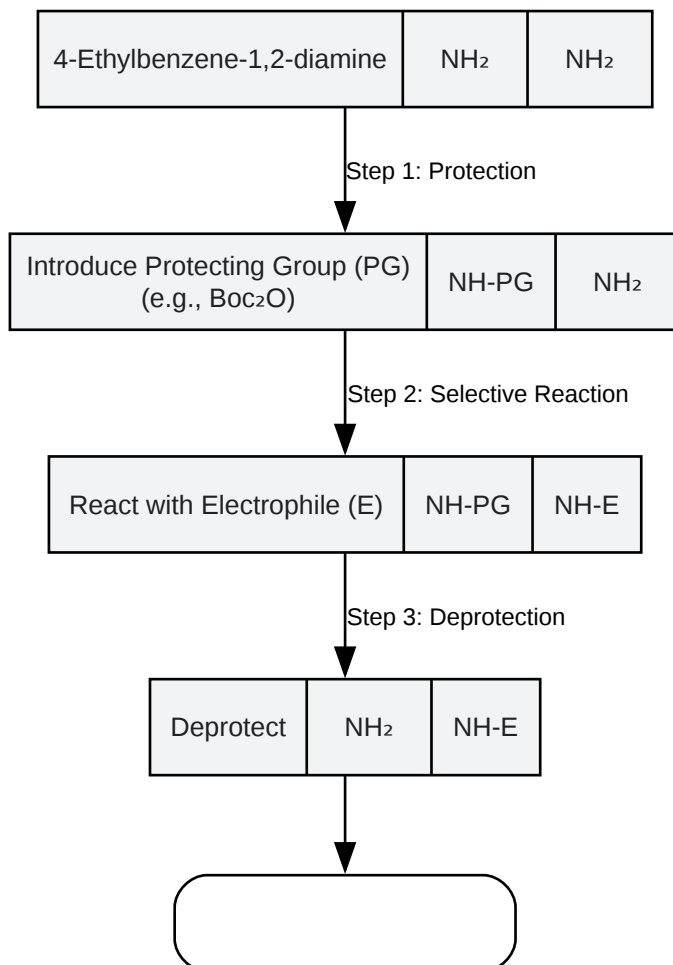 4-Ethylbenzene-1,2-diamine NH₂ NH₂
Step 1: Protection
Introduce Protecting Group (PG)
(e.g., Boc₂O)
NH-PG NH₂
Step 2: Selective Reaction
React with Electrophile (E) NH-PG NH-E
Step 3: Deprotection
Deprotect NH₂ NH-E